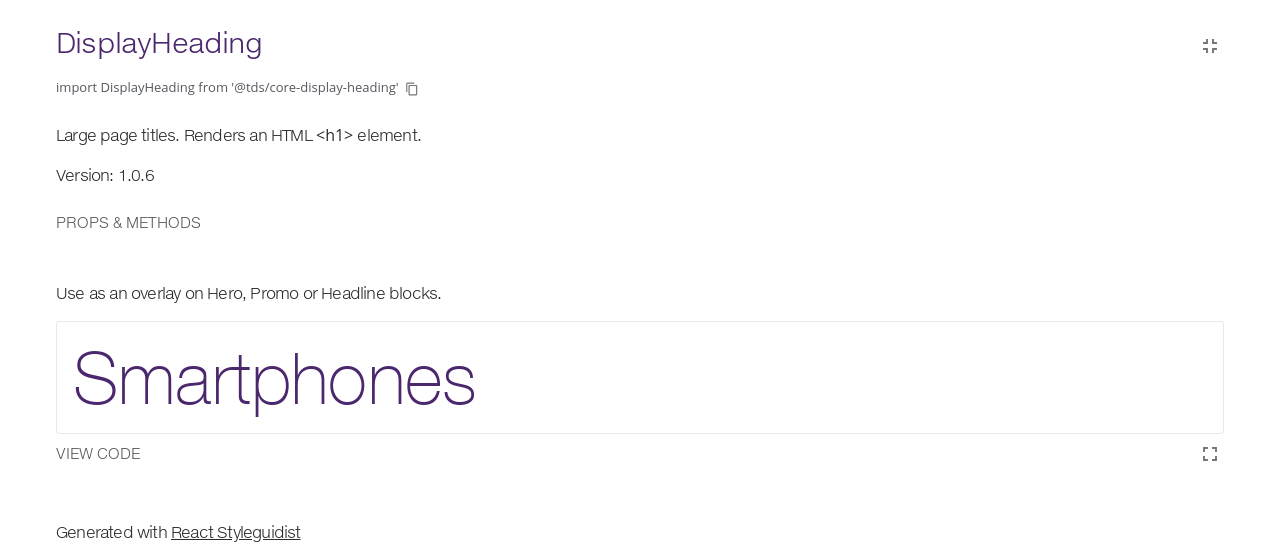 DisplayHeading
import DisplayHeading from '@tds/core-display-heading'
Large page titles. Renders an HTML <h1> element.
Version: 1.0.6
PROPS & METHODS
Use as an overlay on Hero, Promo or Headline blocks.
Smartphones
VIEW CODE
Generated with React Styleguidist